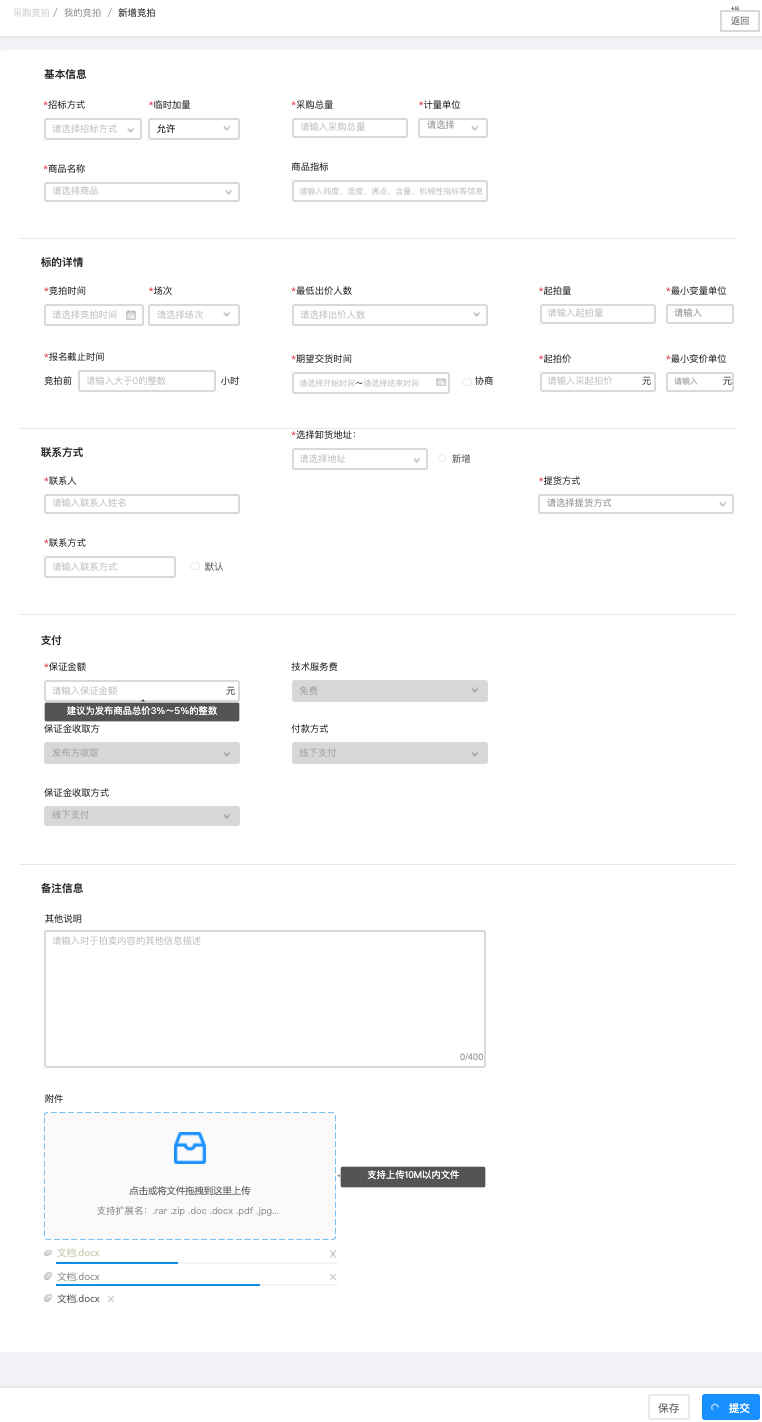 采购竞拍 / 我的竞拍 / 新增竞拍
返回
基本信息
*招标方式 *临时加量 *采购总量 *计量单位
请选择招标方式 允许 请输入采购总量 请选择
*商品名称 商品指标
请选择商品 请输入纯度、湿度、沸点、含量、机械性指标等信息
标的详情
*竞拍时间 *场次 *最低出价人数 *起拍量 *最小变量单位
请选择竞拍时间 请选择场次 请选择出价人数 请输入起拍量 请输入
*报名截止时间 *期望交货时间 *起拍价 *最小变价单位
竞拍前 请输入大于0的整数 小时 请选择开始时间～请选择结束时间 协商 请输入采起拍价 元 请输入 元
*选择卸货地址：
联系方式
请选择地址 新增
*联系人 *提货方式
请输入联系人姓名 请选择提货方式
*联系方式
请输入联系方式 默认
支付
*保证金额 技术服务费
请输入保证金额 元 免费
建议为发布商品总价3%～5%的整数
保证金收取方 付款方式
发布方收取 线下支付
保证金收取方式
线下支付
备注信息
其他说明
请输入对于拍卖内容的其他信息描述
0/400
附件
点击或将文件拖拽到这里上传
支持上传10M以内文件
支持扩展名：.rar .zip .doc .docx .pdf .jpg...
文档.docx
文档.docx
文档.docx
保存 提交